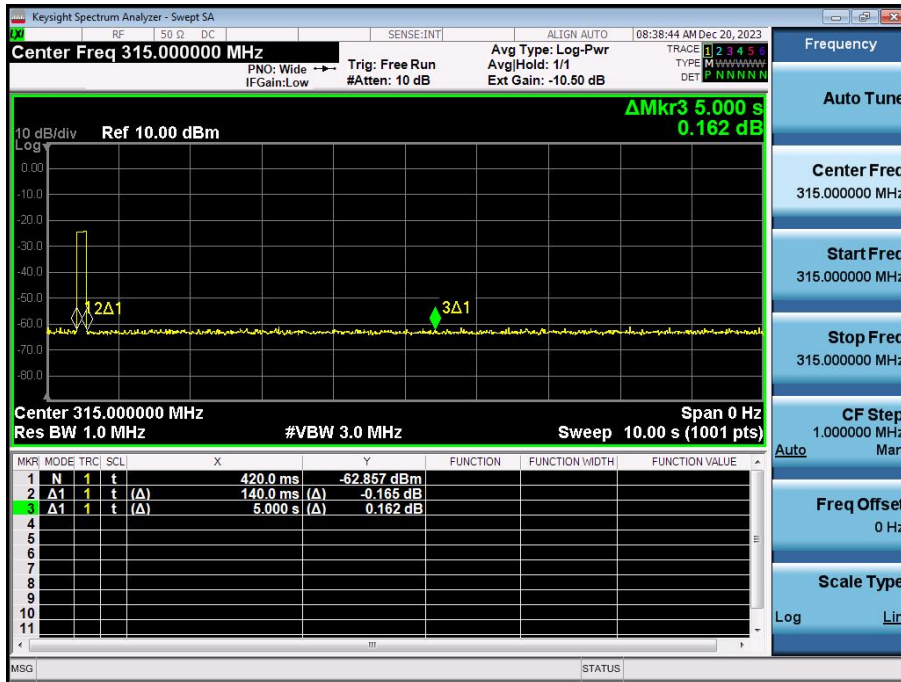 Keysight Spectrum Analyzer - Swept SA
LXI RF 50 Ω DC SENSE:INT ALIGN AUTO 08:38:44 AM Dec 20, 2023
Center Freq 315.000000 MHz
PNO: Wide
IFGain:Low
Trig: Free Run
#Atten: 10 dB
Avg Type: Log-Pwr
Avg|Hold: 1/1
Ext Gain: -10.50 dB
TRACE 1 2 3 4 5 6
TYPE M WWWWW
DET P N N N N N
ΔMkr3 5.000 s
0.162 dB
10 dB/div Ref 10.00 dBm
Log
0.00
-10.0
-20.0
-30.0
-40.0
-50.0
-60.0
-70.0
-80.0
1 2Δ1
3Δ1
Center 315.000000 MHz Span 0 Hz
Res BW 1.0 MHz #VBW 3.0 MHz Sweep 10.00 s (1001 pts)
MKR MODE TRC SCL X Y FUNCTION FUNCTION WIDTH FUNCTION VALUE
1 N 1 t 420.0 ms -62.857 dBm
2 Δ1 1 t (Δ) 140.0 ms (Δ) -0.165 dB
3 Δ1 1 t (Δ) 5.000 s (Δ) 0.162 dB
4
5
6
7
8
9
10
11
MSG STATUS
Frequency
Auto Tune
Center Freq
315.000000 MHz
Start Freq
315.000000 MHz
Stop Freq
315.000000 MHz
CF Step
1.000000 MHz
Auto Man
Freq Offset
0 Hz
Scale Type
Log Lin